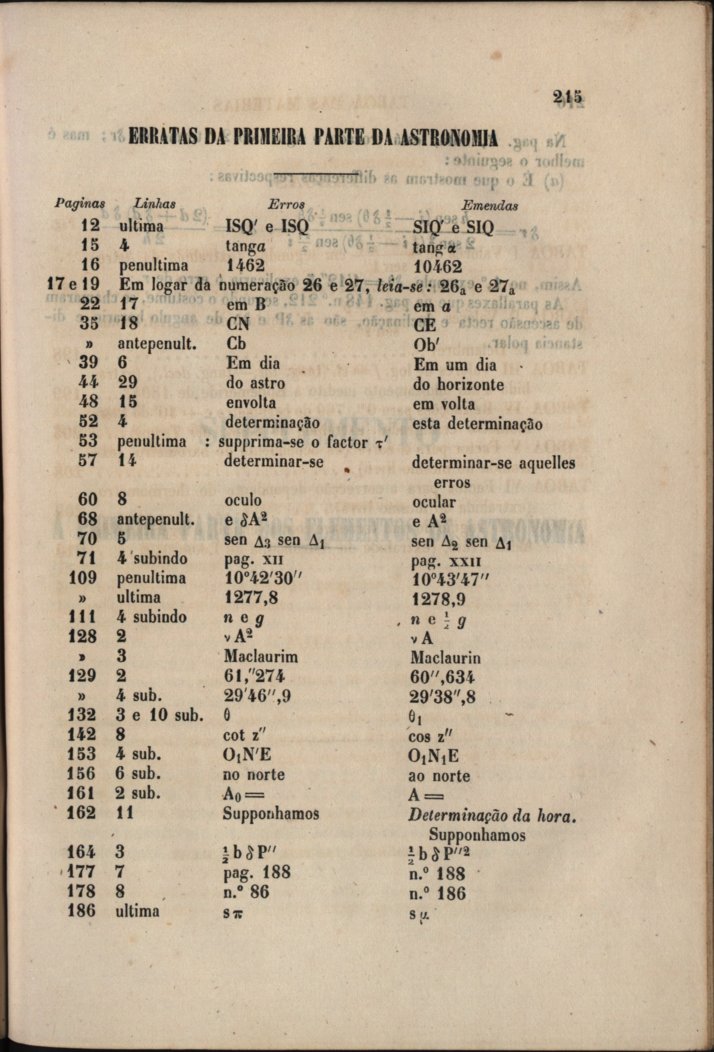 215
ERRATAS DA PRIMEIRA PARTE DA ASTRONOMIA
Paginas Linhas Erros Emendas
12 ultima ISQ′ e ISQ SIQ′ e SIQ
15 4 tanga tang α
16 penultima 1462 10462
17 e 19 Em logar da numeração 26 e 27, leia-se: 26ₐ e 27ₐ
22 17 em B em a
35 18 CN CE
» antepenult. Cb Ob′
39 6 Em dia Em um dia
44 29 do astro do horizonte
48 15 envolta em volta
52 4 determinação esta determinação
53 penultima : supprima-se o factor τ′
57 14 determinar-se determinar-se aquelles
erros
60 8 oculo ocular
68 antepenult. e δA² e A²
70 5 sen Δ₃ sen Δ₁ sen Δ₂ sen Δ₁
71 4 subindo pag. XII pag. XXII
109 penultima 10°42′30″ 10°43′47″
» ultima 1277,8 1278,9
111 4 subindo n e g n e ½ g
128 2 ν A² ν A
» 3 Maclaurim Maclaurin
129 2 61,″274 60″,634
» 4 sub. 29′46″,9 29′38″,8
132 3 e 10 sub. θ θ₁
142 8 cot z″ cos z″
153 4 sub. O₁N′E O₁N₁E
156 6 sub. no norte ao norte
161 2 sub. A₀ = A =
162 11 Supponhamos Determinação da hora.
Supponhamos
164 3 ½ b δ P″ ½ b δ P″²
177 7 pag. 188 n.º 188
178 8 n.º 86 n.º 186
186 ultima s π s μ